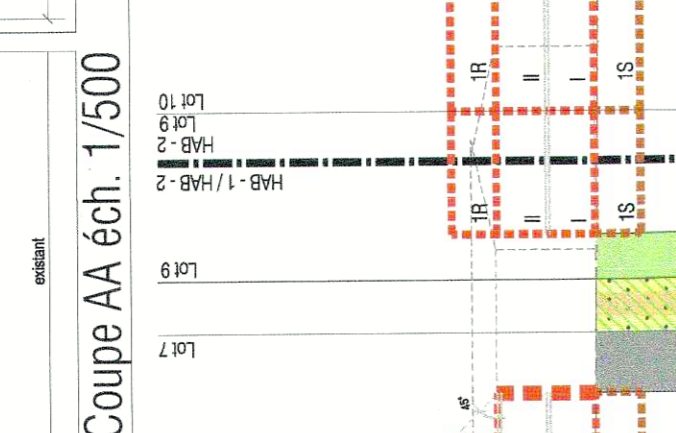 existant
Coupe AA éch. 1/500
Lot 10
Lot 9
HAB - 2
HAB - 1 / HAB - 2
Lot 9
Lot 7
1R
II
I
1S
1R
II
I
1S
45°